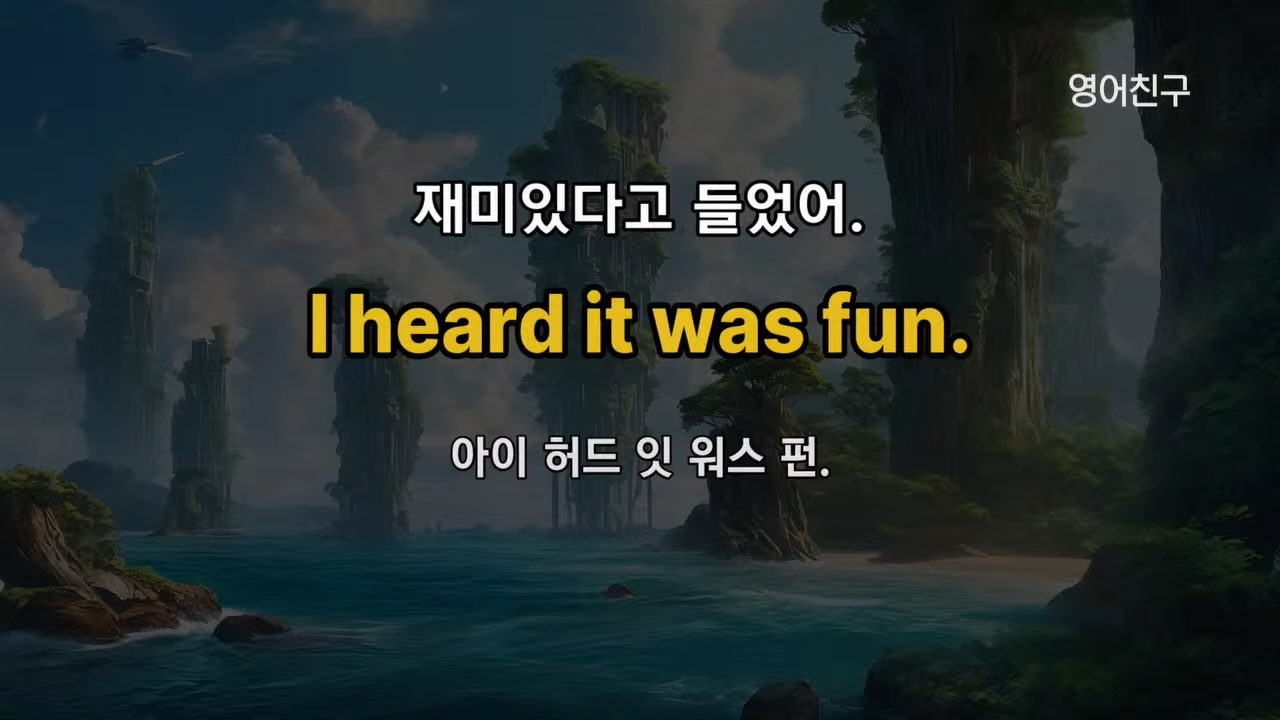 영어친구
재미있다고 들었어.
I heard it was fun.
아이 허드 잇 워스 펀.